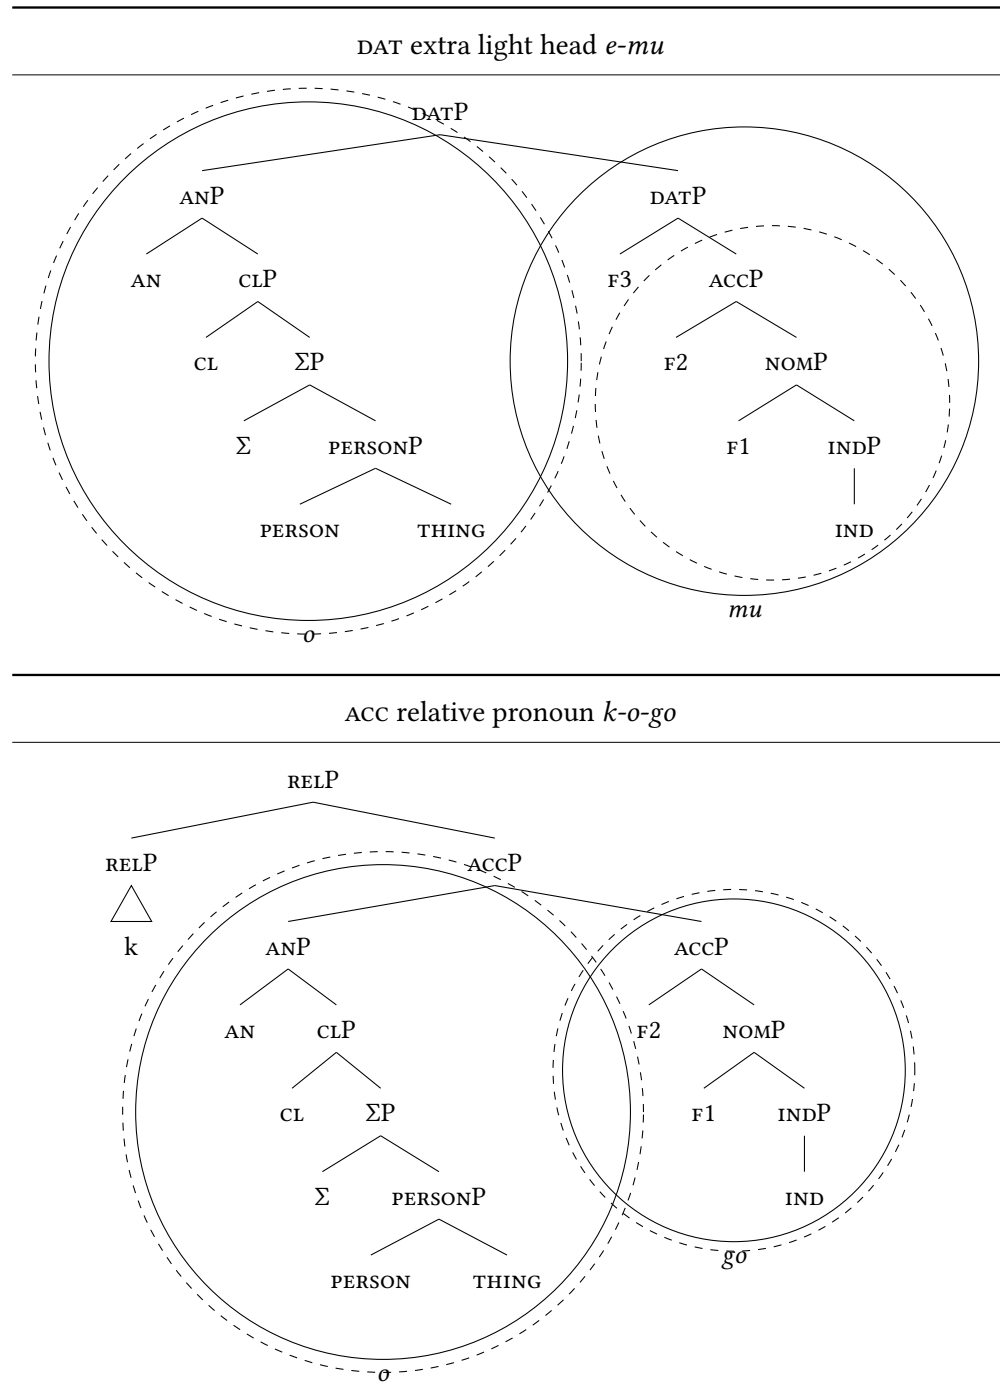 DAT extra light head e-mu
DATP
ANP DATP
AN CLP F3 ACCP
CL ΣP F2 NOMP
Σ PERSONP F1 INDP
PERSON THING IND
mu
o
ACC relative pronoun k-o-go
RELP
RELP ACCP
k ANP ACCP
AN CLP F2 NOMP
CL ΣP F1 INDP
Σ PERSONP IND
go
PERSON THING
o